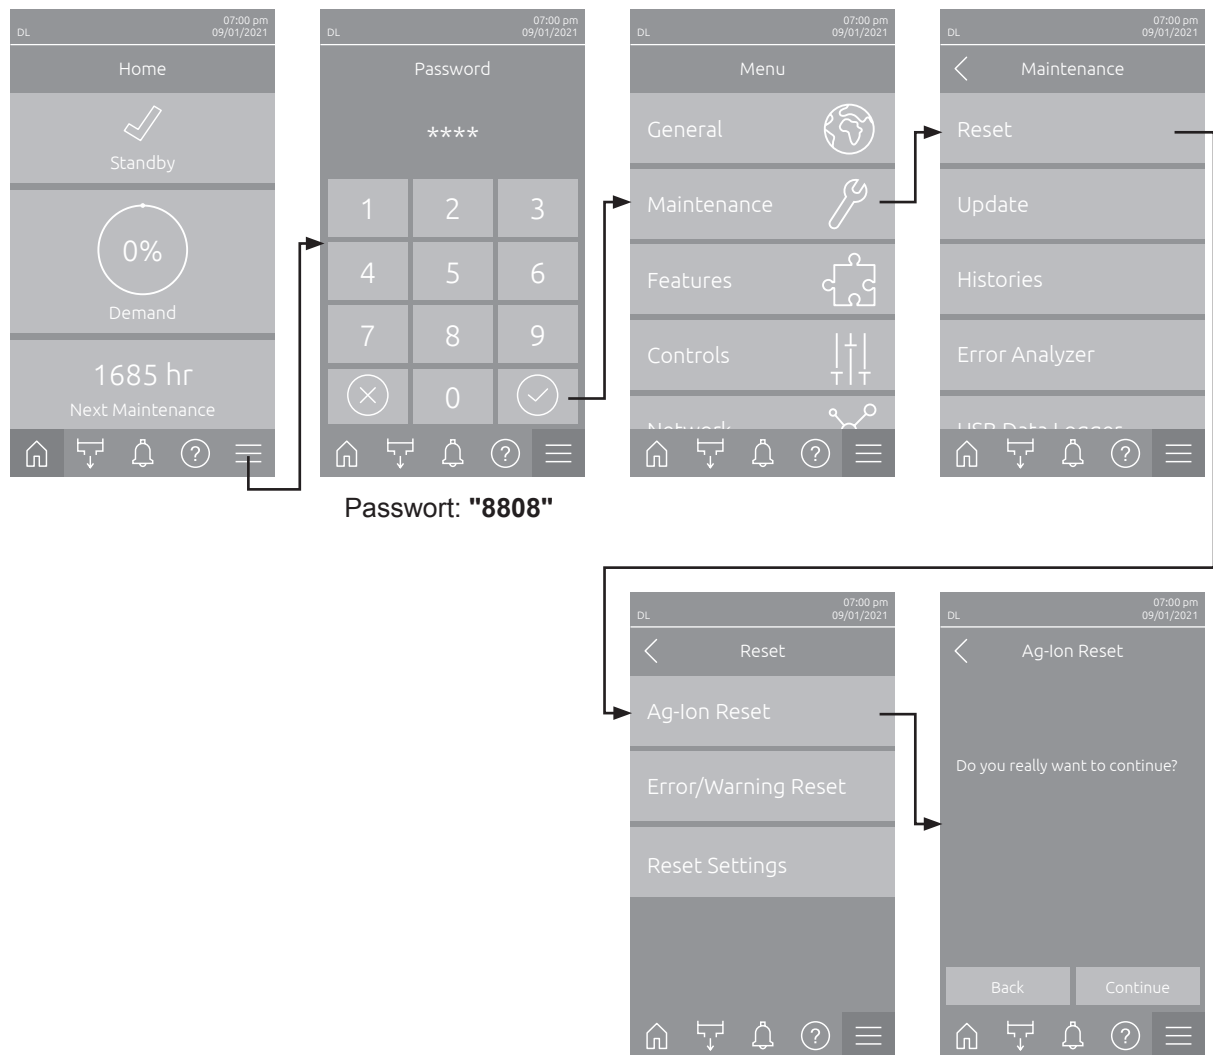 07:00 pm
DL 09/01/2021
Home
Standby
0%
Demand
1685 hr
Next Maintenance
07:00 pm
DL 09/01/2021
Password
****
1 2 3
4 5 6
7 8 9
0
Passwort: "8808"
07:00 pm
DL 09/01/2021
Menu
General
Maintenance
Features
Controls
Network
07:00 pm
DL 09/01/2021
Maintenance
Reset
Update
Histories
Error Analyzer
USB Data Logger
07:00 pm
DL 09/01/2021
Reset
Ag-Ion Reset
Error/Warning Reset
Reset Settings
07:00 pm
DL 09/01/2021
Ag-Ion Reset
Do you really want to continue?
Back Continue